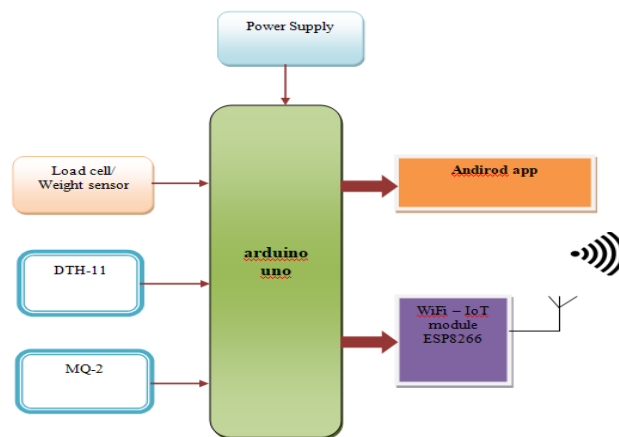 Power Supply
Load cell/
Weight sensor
Andirod app
DTH-11
arduino
uno
WiFi – IoT
module
ESP8266
MQ-2